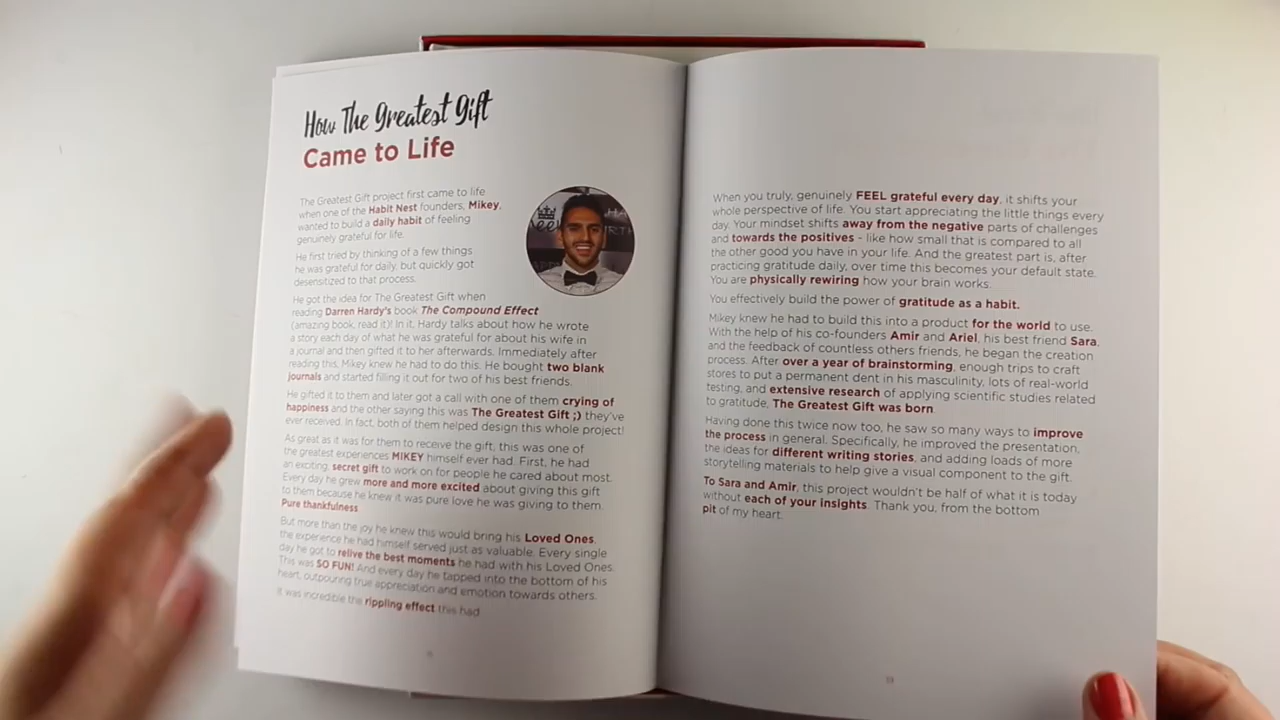 How The Greatest Gift
Came to Life
The Greatest Gift project first came to life
when one of the Habit Nest founders, Mikey,
wanted to build a daily habit of feeling
genuinely grateful for life.
He first tried by thinking of a few things
he was grateful for daily, but quickly got
desensitized to that process.
He got the idea for The Greatest Gift when
reading Darren Hardy's book The Compound Effect
(amazing book, read it)! In it, Hardy talks about how he wrote
a story each day of what he was grateful for about his wife in
a journal and then gifted it to her afterwards. Immediately after
reading this, Mikey knew he had to do this. He bought two blank
journals and started filling it out for two of his best friends.
He gifted it to them and later got a call with one of them crying of
happiness and the other saying this was The Greatest Gift ;) they've
ever received. In fact, both of them helped design this whole project!
As great as it was for them to receive the gift, this was one of
the greatest experiences MIKEY himself ever had. First, he had
an exciting, secret gift to work on for people he cared about most.
Every day he grew more and more excited about giving this gift
to them because he knew it was pure love he was giving to them.
Pure thankfulness
But more than the joy he knew this would bring his Loved Ones,
the experience he had himself served just as valuable. Every single
day he got to relive the best moments he had with his Loved Ones.
This was SO FUN! And every day he tapped into the bottom of his
heart, outpouring true appreciation and emotion towards others.
It was incredible the rippling effect this had
When you truly, genuinely FEEL grateful every day, it shifts your
whole perspective of life. You start appreciating the little things every
day. Your mindset shifts away from the negative parts of challenges
and towards the positives - like how small that is compared to all
the other good you have in your life. And the greatest part is, after
practicing gratitude daily, over time this becomes your default state.
You are physically rewiring how your brain works.
You effectively build the power of gratitude as a habit.
Mikey knew he had to build this into a product for the world to use.
With the help of his co-founders Amir and Ariel, his best friend Sara,
and the feedback of countless others friends, he began the creation
process. After over a year of brainstorming, enough trips to craft
stores to put a permanent dent in his masculinity, lots of real-world
testing, and extensive research of applying scientific studies related
to gratitude, The Greatest Gift was born.
Having done this twice now too, he saw so many ways to improve
the process in general. Specifically, he improved the presentation,
the ideas for different writing stories, and adding loads of more
storytelling materials to help give a visual component to the gift.
To Sara and Amir, this project wouldn't be half of what it is today
without each of your insights. Thank you, from the bottom
pit of my heart.